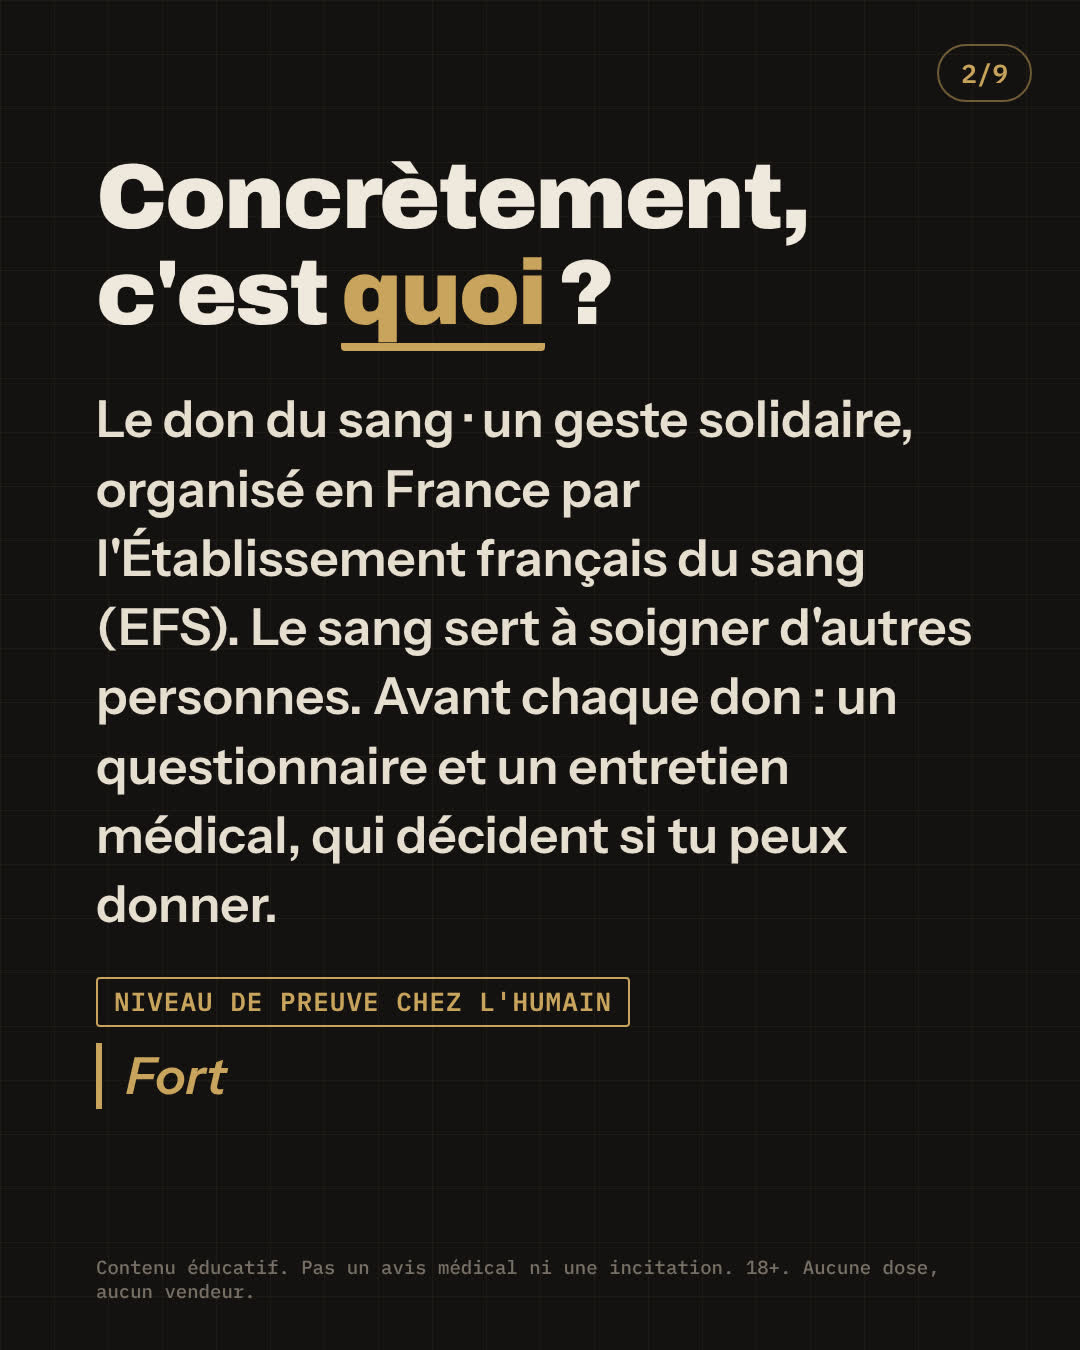 2/9
Concrètement,
c'est quoi ?
Le don du sang · un geste solidaire,
organisé en France par
l'Établissement français du sang
(EFS). Le sang sert à soigner d'autres
personnes. Avant chaque don : un
questionnaire et un entretien
médical, qui décident si tu peux
donner.
NIVEAU DE PREUVE CHEZ L'HUMAIN
Fort
Contenu éducatif. Pas un avis médical ni une incitation. 18+. Aucune dose,
aucun vendeur.